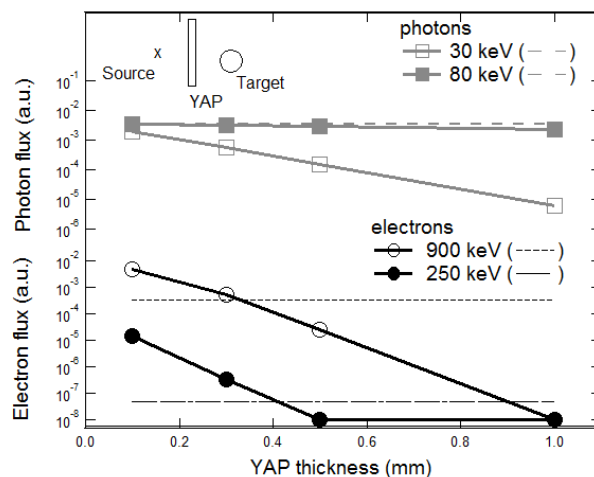 photons
30 keV ( — — )
80 keV ( — — )
x
Source
Target
YAP
Photon flux (a.u.)
10-1
10-2
10-3
10-4
10-5
10-6
electrons
900 keV ( ----- )
250 keV ( —— )
Electron flux (a.u.)
10-2
10-3
10-4
10-5
10-6
10-7
10-8
0.0 0.2 0.4 0.6 0.8 1.0
YAP thickness (mm)